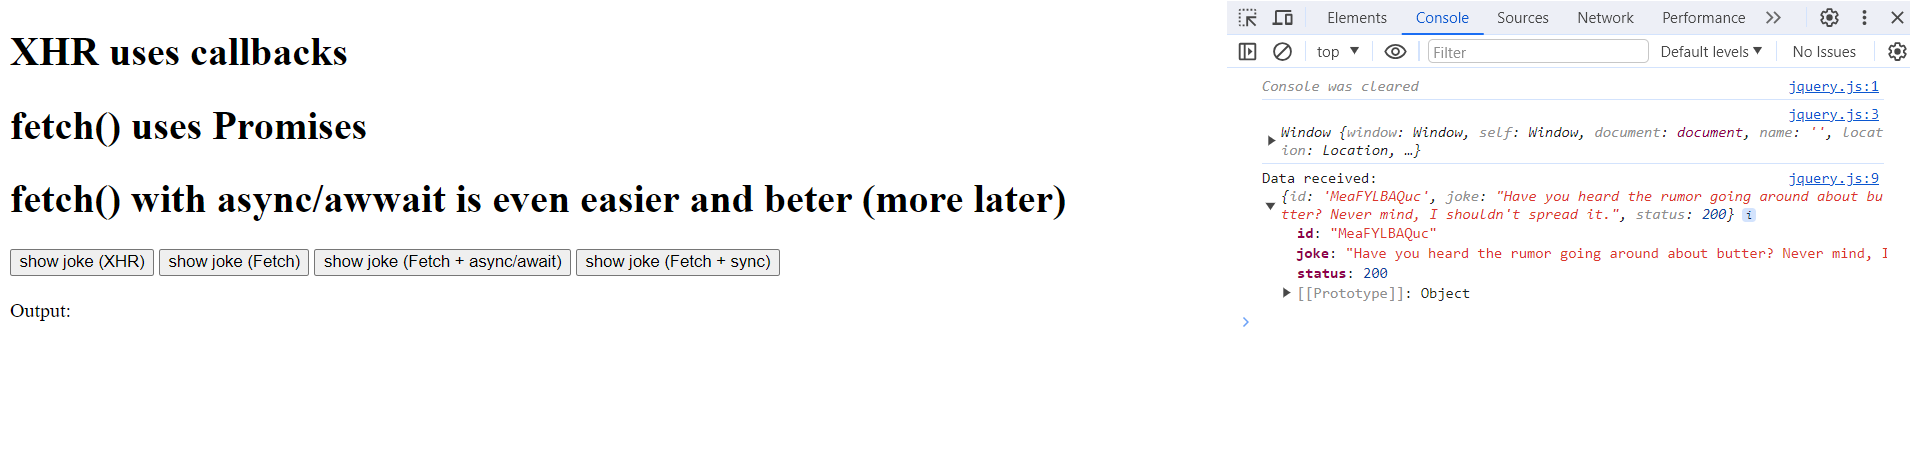 XHR uses callbacks
fetch() uses Promises
fetch() with async/awwait is even easier and beter (more later)
show joke (XHR) show joke (Fetch) show joke (Fetch + async/await) show joke (Fetch + sync)
Output:
Elements Console Sources Network Performance
top Filter Default levels No Issues
Console was cleared jquery.js:1
jquery.js:3
Window {window: Window, self: Window, document: document, name: '', locat
ion: Location, …}
Data received: jquery.js:9
{id: 'MeaFYLBAQuc', joke: "Have you heard the rumor going around about bu
tter? Never mind, I shouldn't spread it.", status: 200} i
id: "MeaFYLBAQuc"
joke: "Have you heard the rumor going around about butter? Never mind, I
status: 200
[[Prototype]]: Object